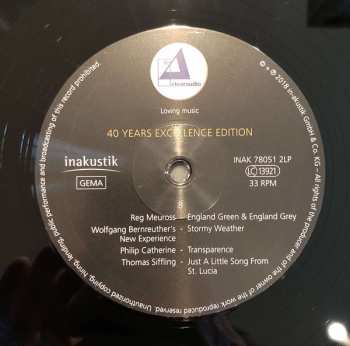 clearaudio
Loving music
40 YEARS EXCELLENCE EDITION
inakustik
GEMA
INAK 78051 2LP
LC 13921
33 RPM
B
Reg Meuross - England Green & England Grey
Wolfgang Bernreuther's - Stormy Weather
New Experience
Philip Catherine - Transparence
Thomas Siffling - Just A Little Song From
St. Lucia
℗ + © 2018 in-akustik GmbH & Co. KG – All rights of the producer and of the owner of the work reproduced reserved. Unauthorized copying, hiring, lending, public performance and broadcasting of this record prohibited.